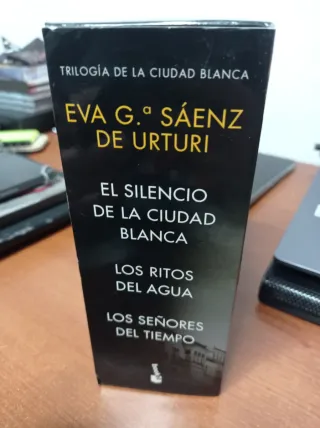 TRILOGÍA DE LA CIUDAD BLANCA
EVA G.ª SÁENZ
DE URTURI
EL SILENCIO
DE LA CIUDAD
BLANCA
LOS RITOS
DEL AGUA
LOS SEÑORES
DEL TIEMPO